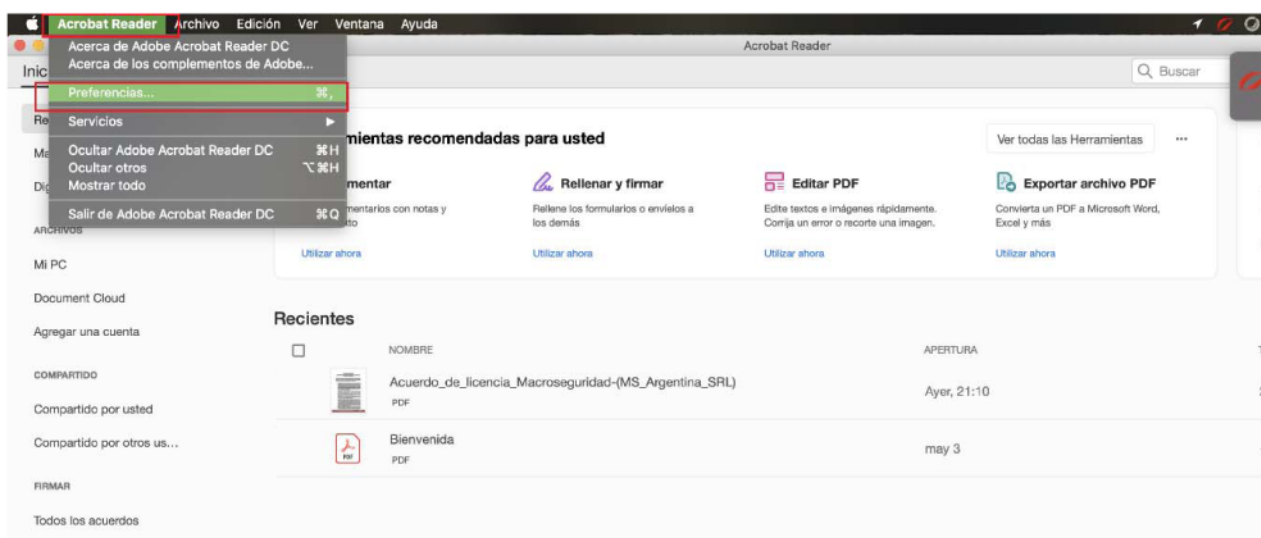 Acrobat Reader Archivo Edición Ver Ventana Ayuda
Acrobat Reader
Acerca de Adobe Acrobat Reader DC
Acerca de los complementos de Adobe...
Preferencias... ⌘,
Servicios ▶
Ocultar Adobe Acrobat Reader DC ⌘H
Ocultar otros ⌥⌘H
Mostrar todo
Salir de Adobe Acrobat Reader DC ⌘Q
Inic
Buscar
Re
Ma
Dig
ARCHIVOS
Mi PC
Document Cloud
Agregar una cuenta
COMPARTIDO
Compartido por usted
Compartido por otros us...
FIRMAR
Todos los acuerdos
mientas recomendadas para usted
Ver todas las Herramientas ...
mentar
mentarios con notas y
xto
Utilizar ahora
Rellenar y firmar
Rellene los formularios o envíelos a
los demás
Utilizar ahora
Editar PDF
Edite textos e imágenes rápidamente.
Corrija un error o recorte una imagen.
Utilizar ahora
Exportar archivo PDF
Convierta un PDF a Microsoft Word,
Excel y más
Utilizar ahora
Recientes
NOMBRE APERTURA
Acuerdo_de_licencia_Macroseguridad-(MS_Argentina_SRL)
PDF
Ayer, 21:10
Bienvenida
PDF
may 3